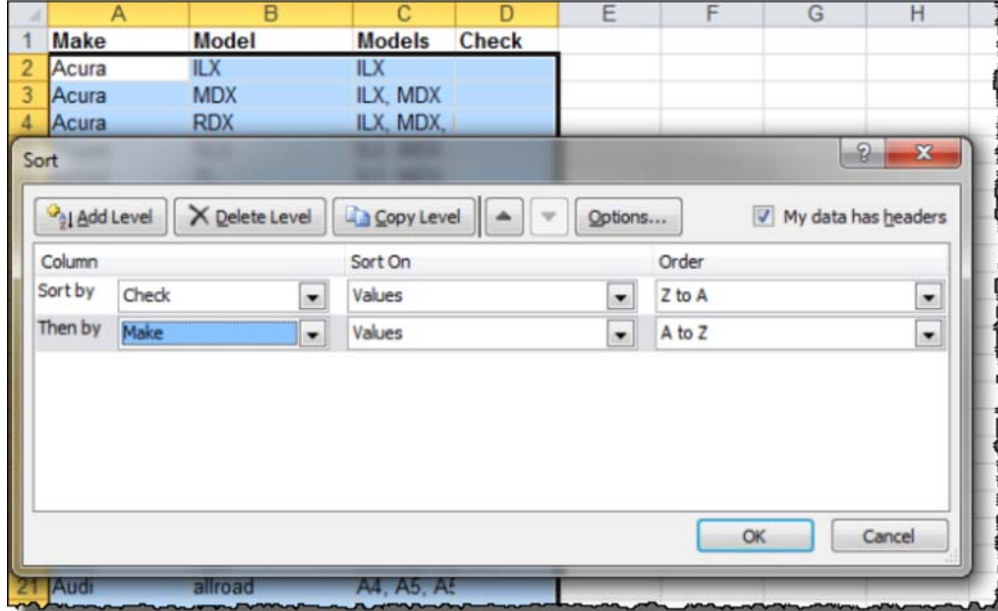 A B C D E F G H
1 Make Model Models Check
2 Acura ILX ILX
3 Acura MDX ILX, MDX
4 Acura RDX ILX, MDX,
Sort
Add Level Delete Level Copy Level Options... My data has headers
Column Sort On Order
Sort by Check Values Z to A
Then by Make Values A to Z
OK Cancel
21 Audi allroad A4, A5,